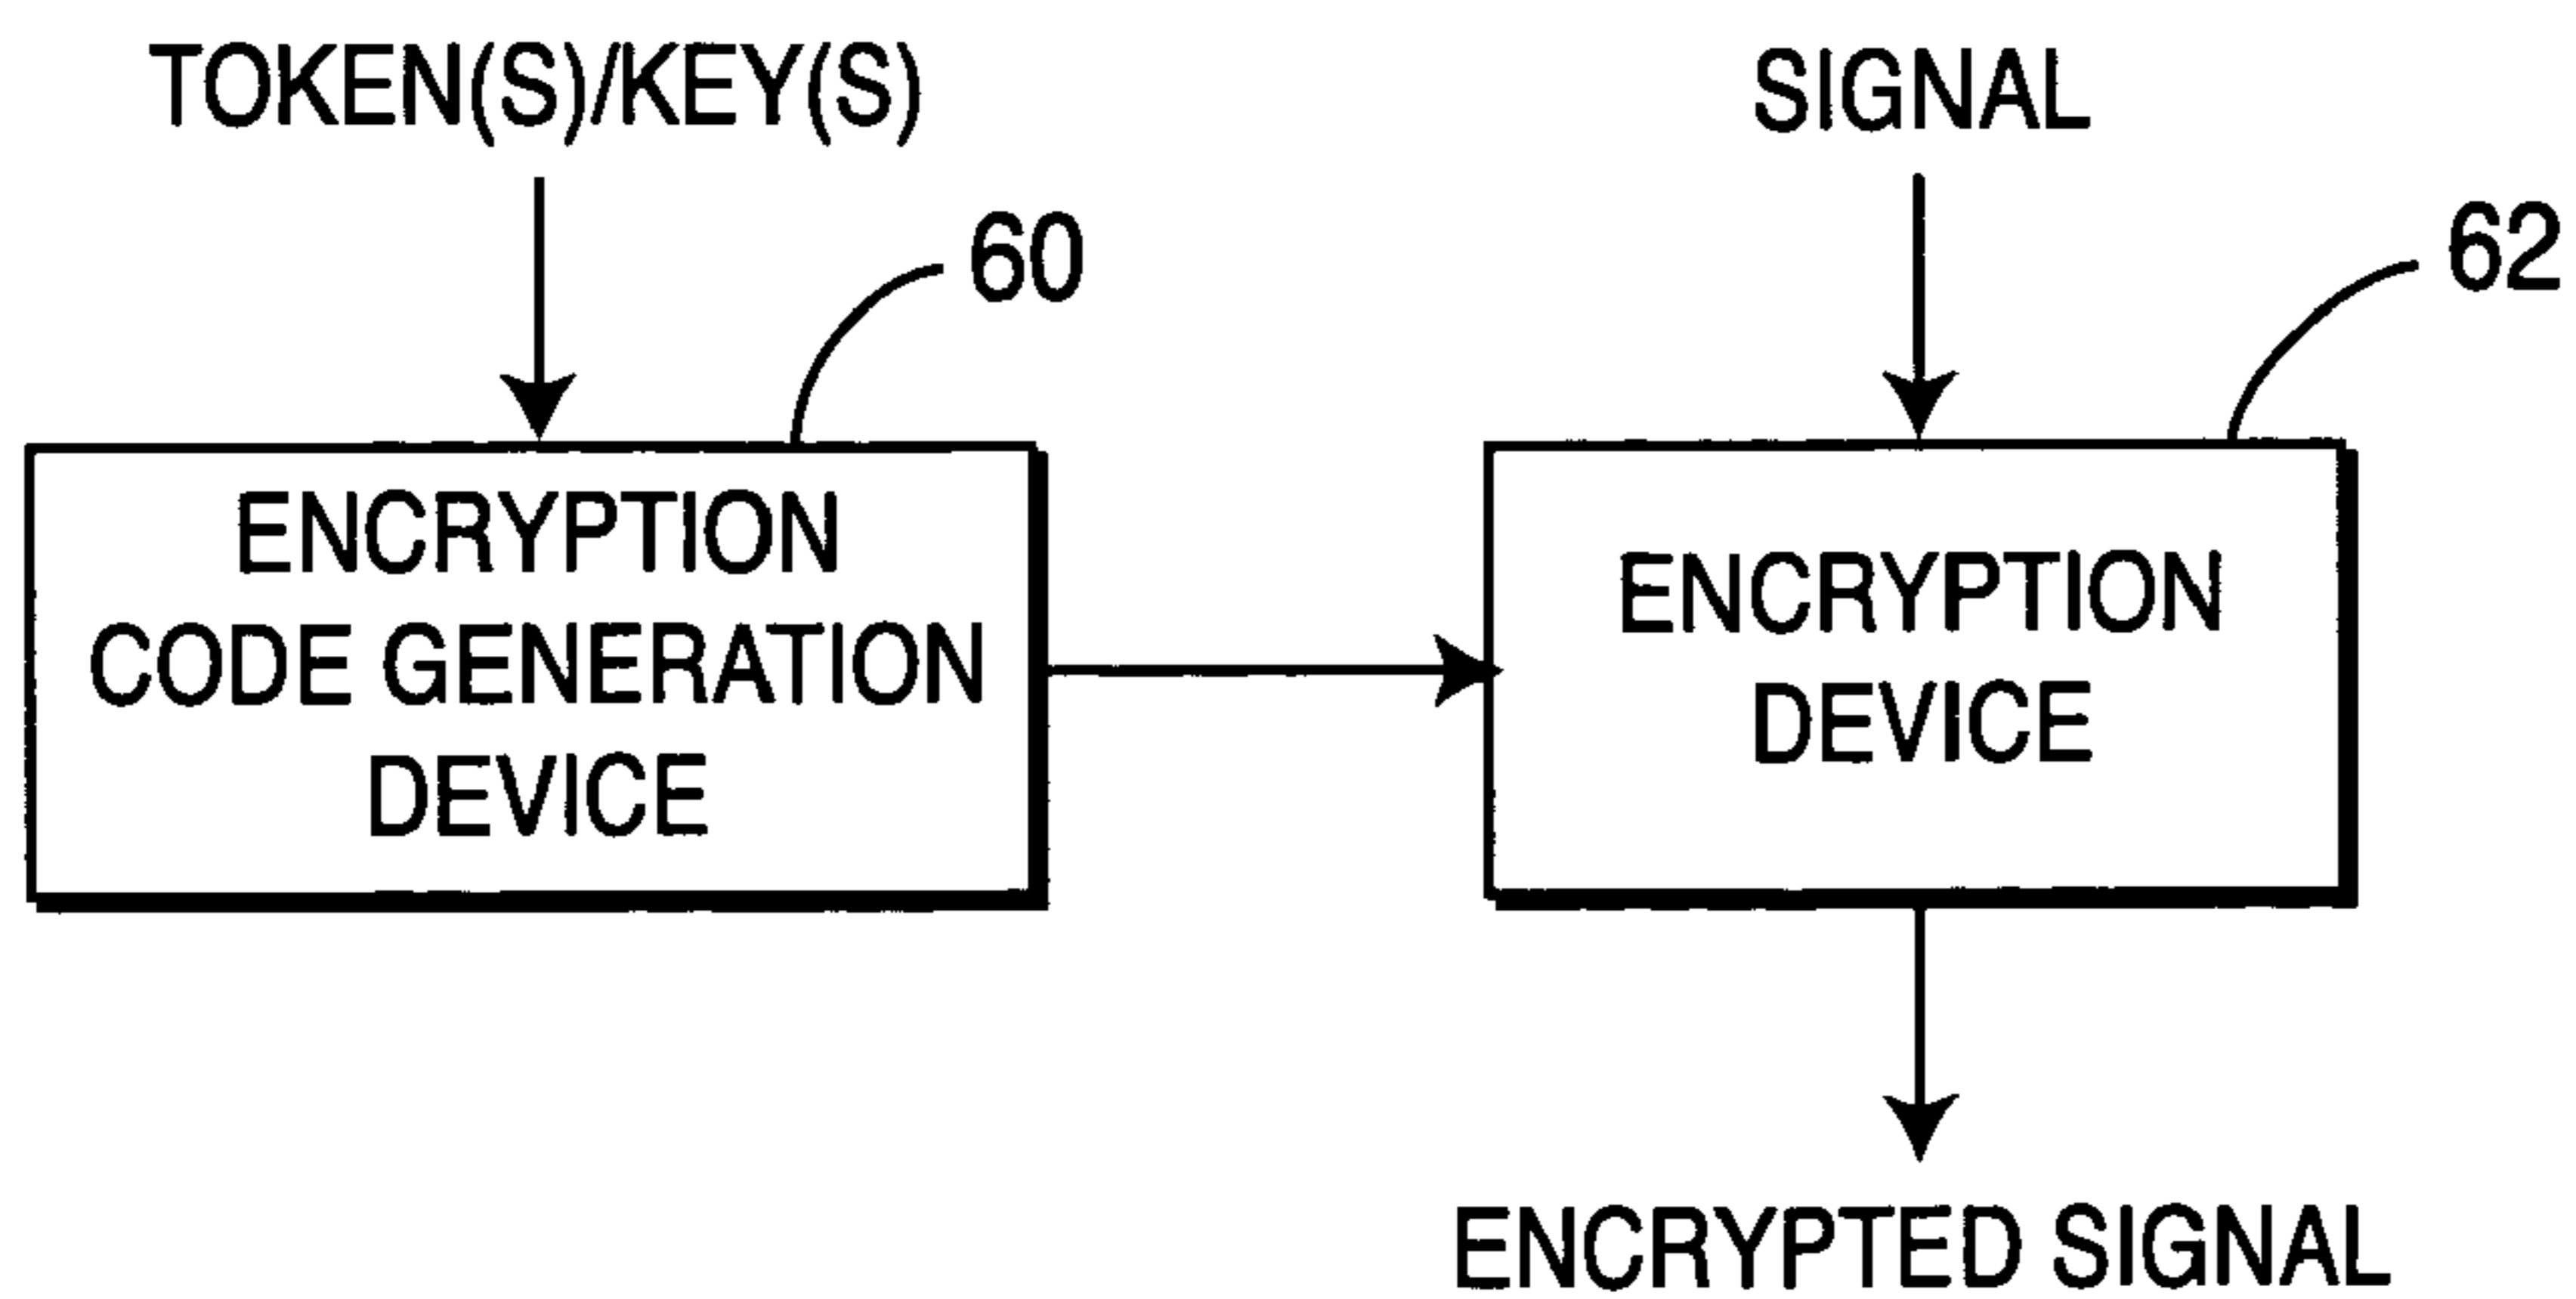 TOKEN(S)/KEY(S)
SIGNAL
60
62
ENCRYPTION
CODE GENERATION
DEVICE
ENCRYPTION
DEVICE
ENCRYPTED SIGNAL